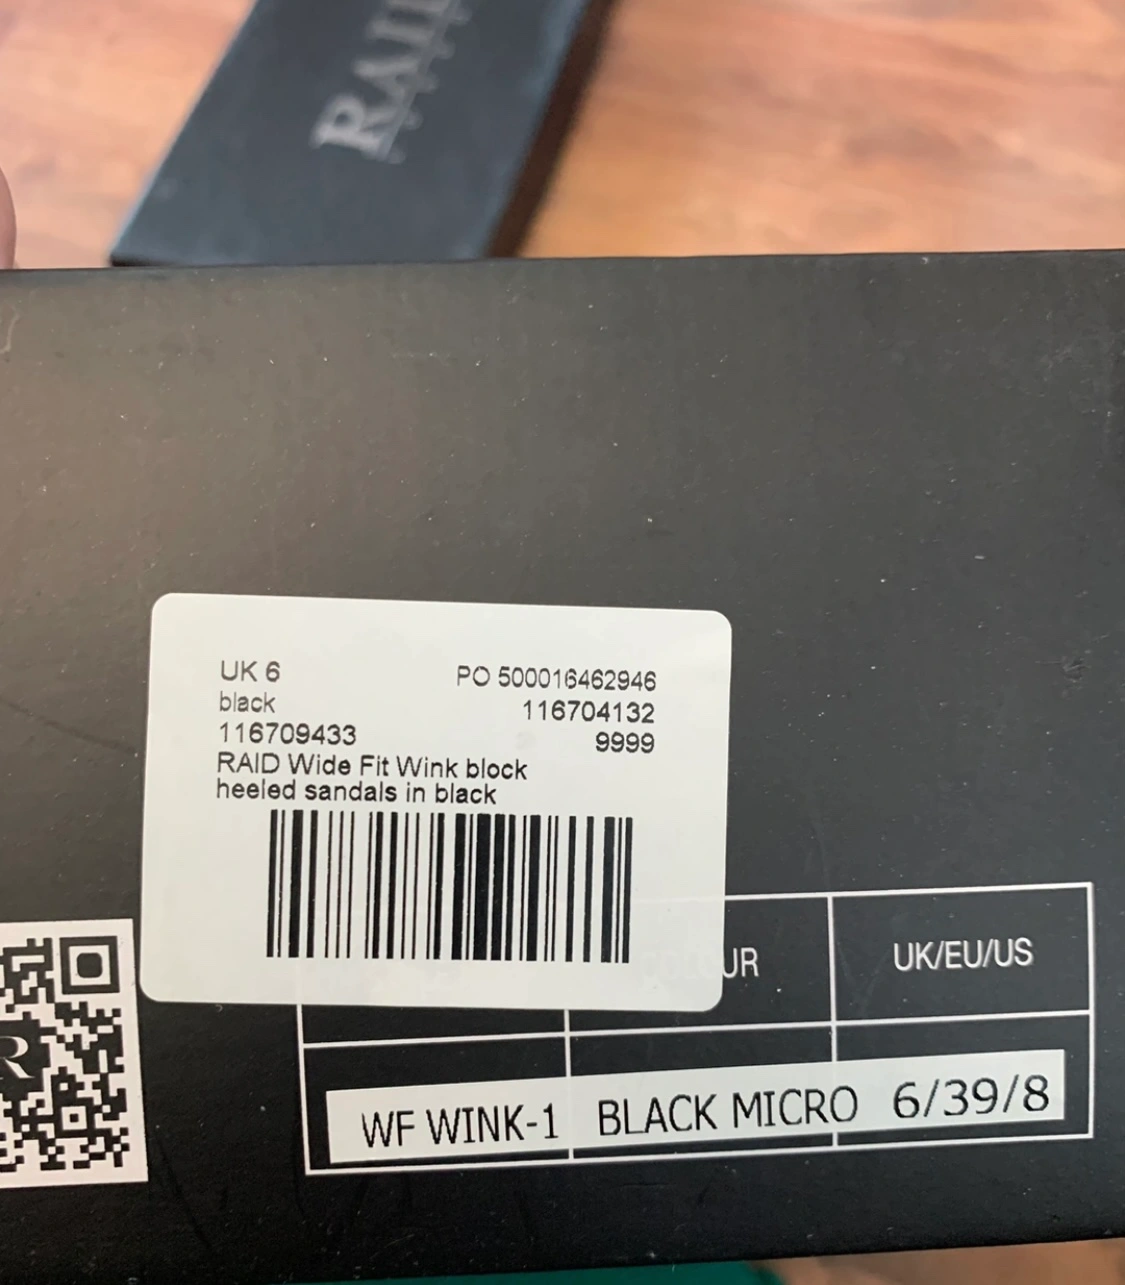 RAID
UK 6 PO 500016462946
black 116704132
116709433 9999
RAID Wide Fit Wink block
heeled sandals in black
UR UK/EU/US
WF WINK-1 BLACK MICRO 6/39/8
R